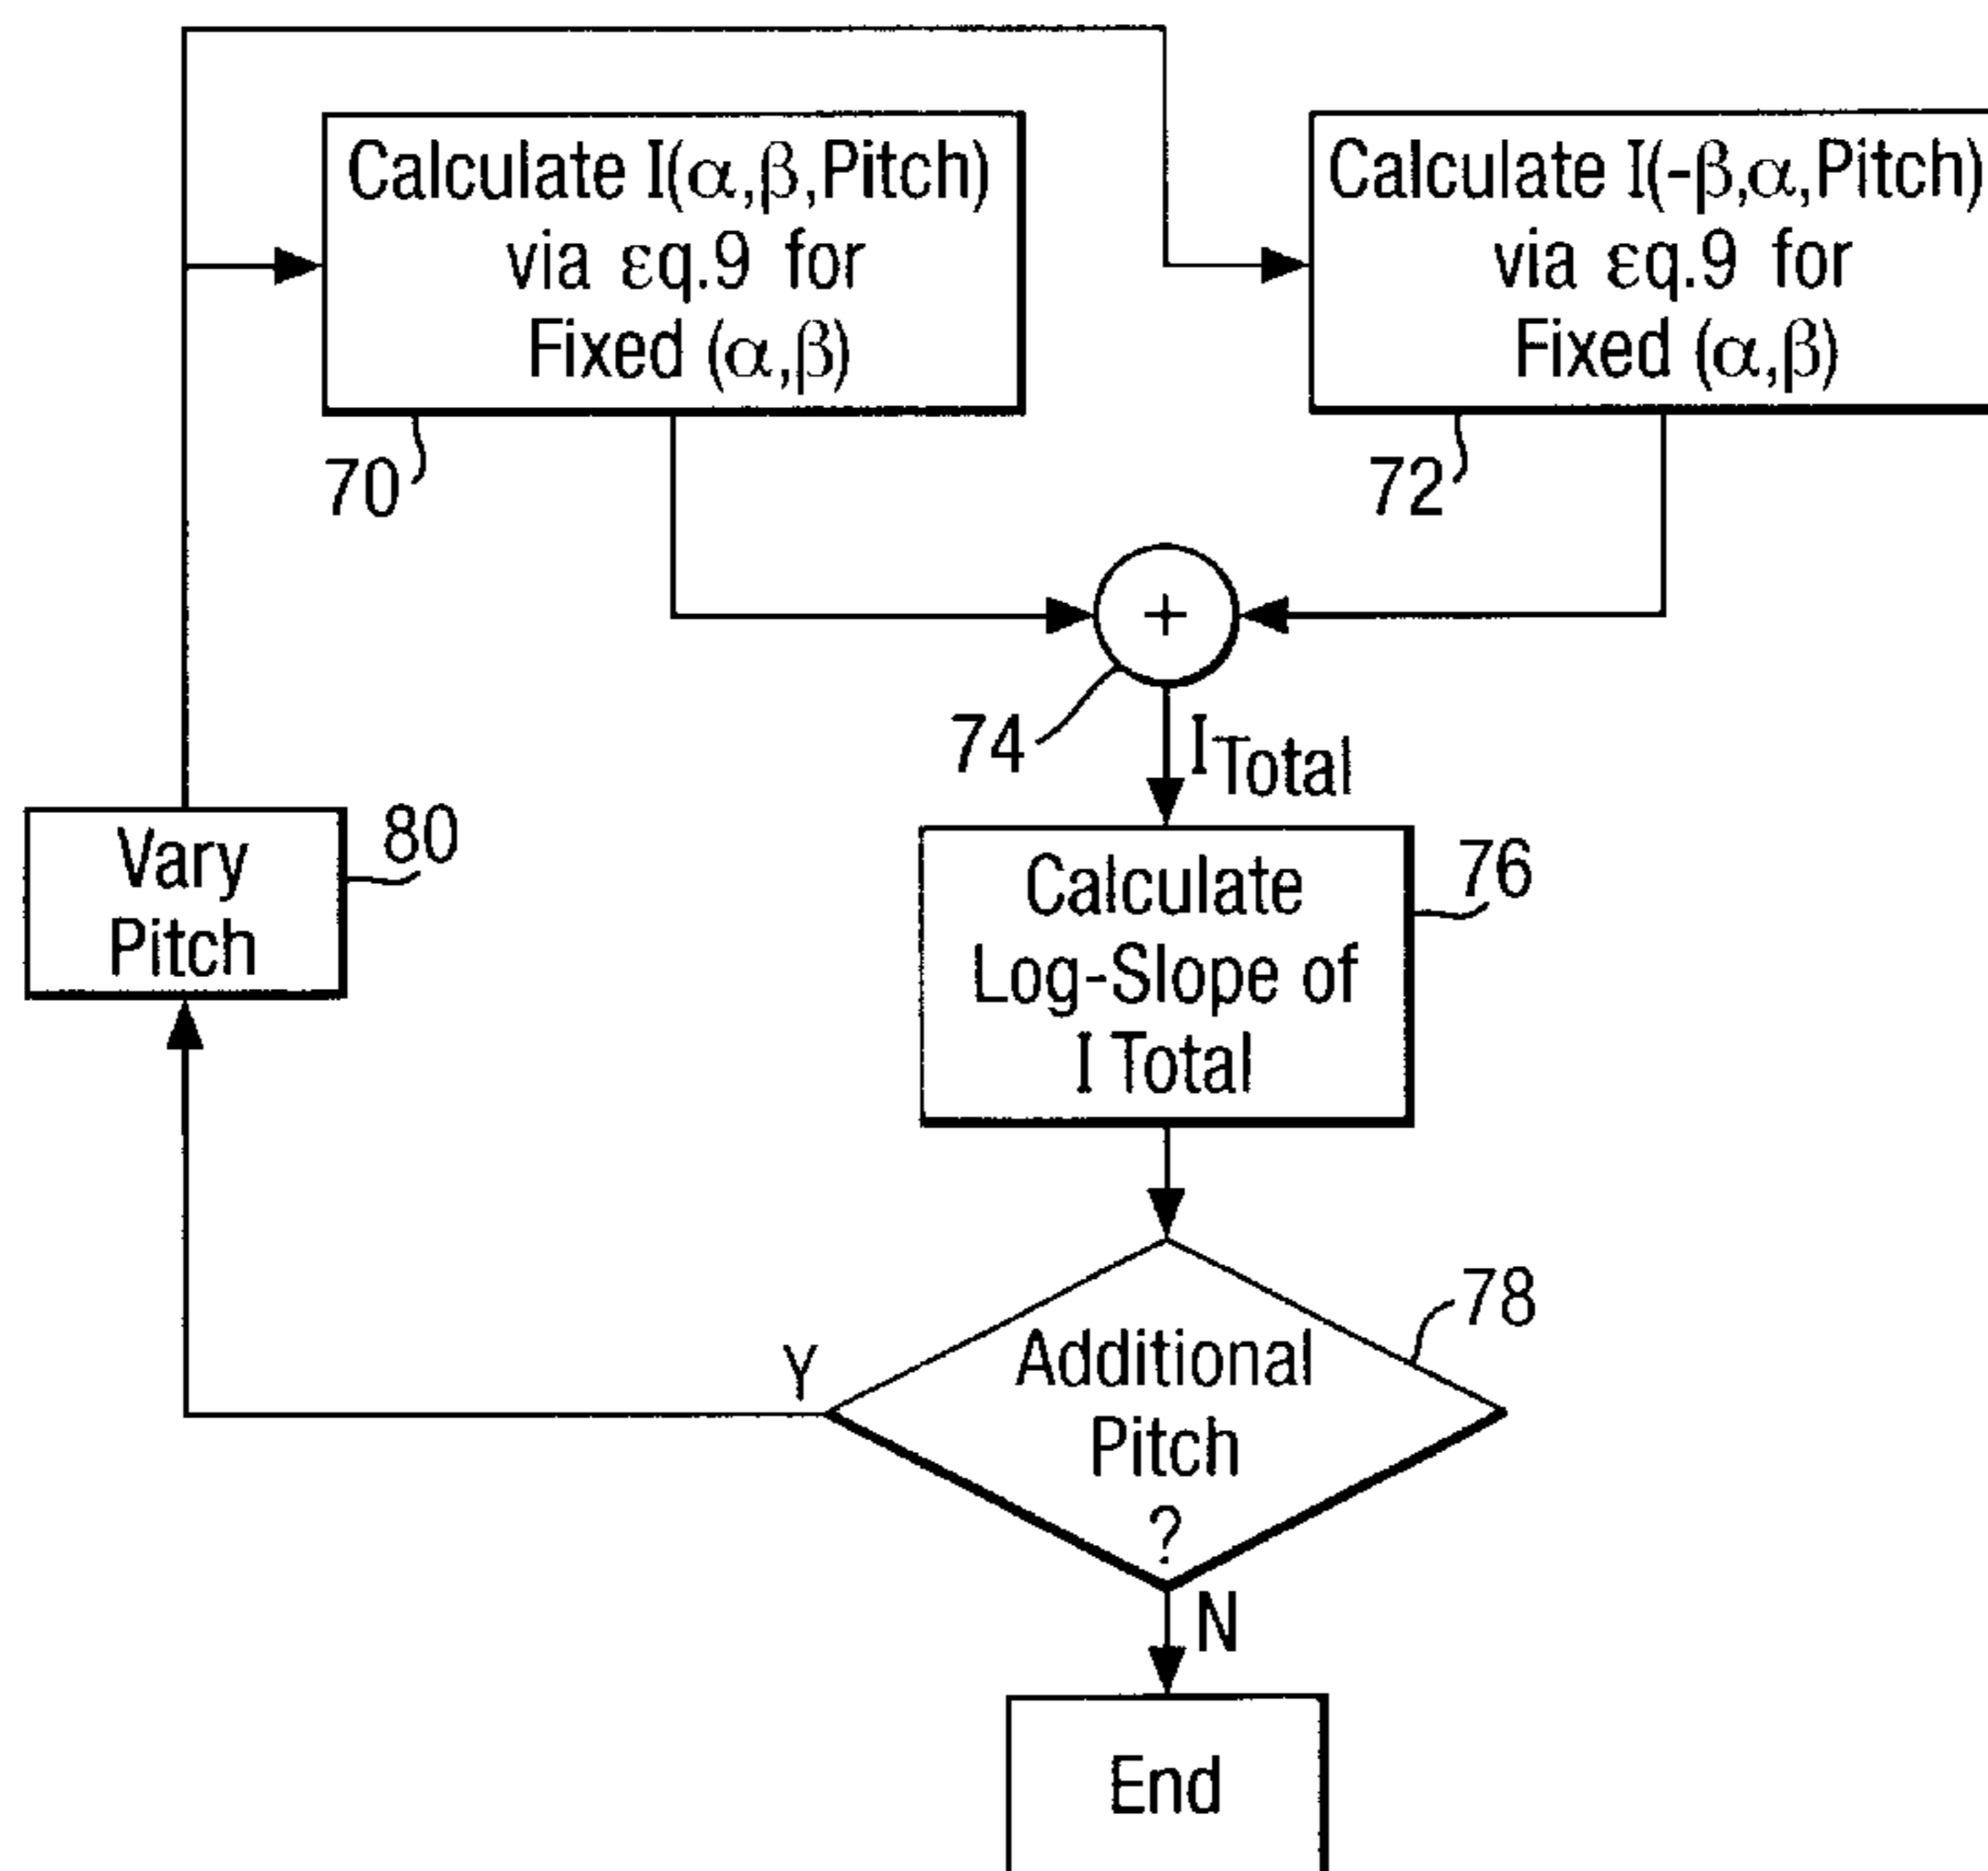 Calculate I(α,β,Pitch)
via εq.9 for
Fixed (α,β)
70
Calculate I(-β,α,Pitch)
via εq.9 for
Fixed (α,β)
72
+
74
I Total
Vary
Pitch
80
Calculate
Log-Slope of
I Total
76
Additional
Pitch
?
78
Y
N
End